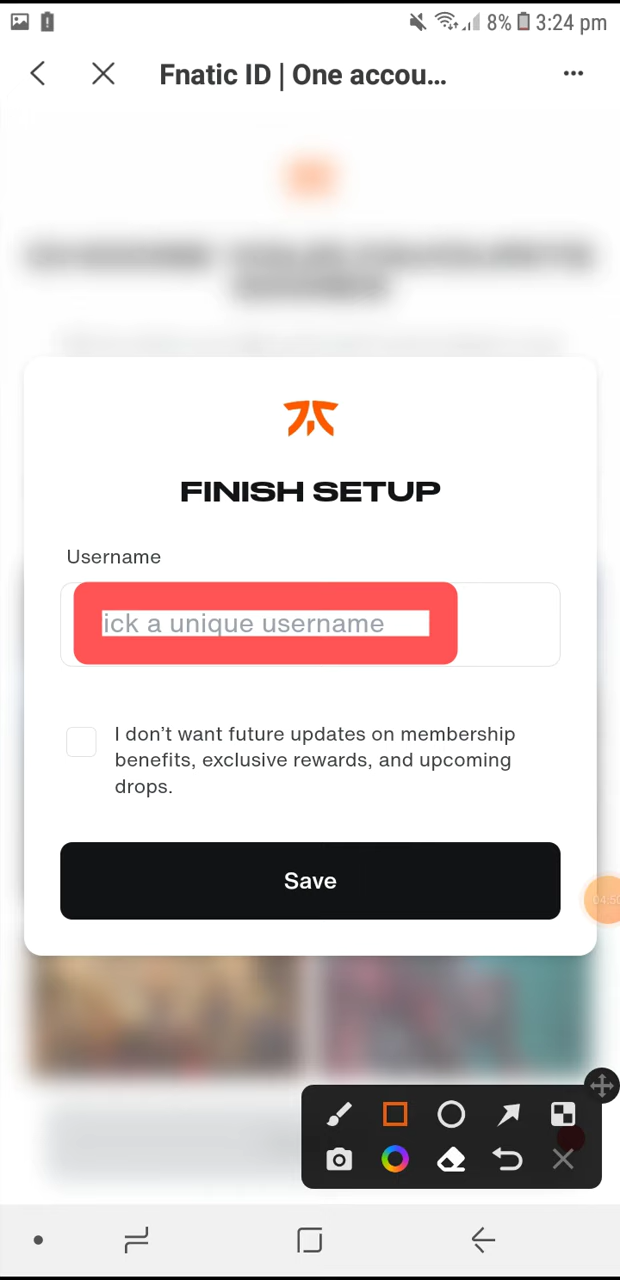 8% 3:24 pm
Fnatic ID | One accou...
FINISH SETUP
Username
ick a unique username
I don't want future updates on membership
benefits, exclusive rewards, and upcoming
drops.
Save